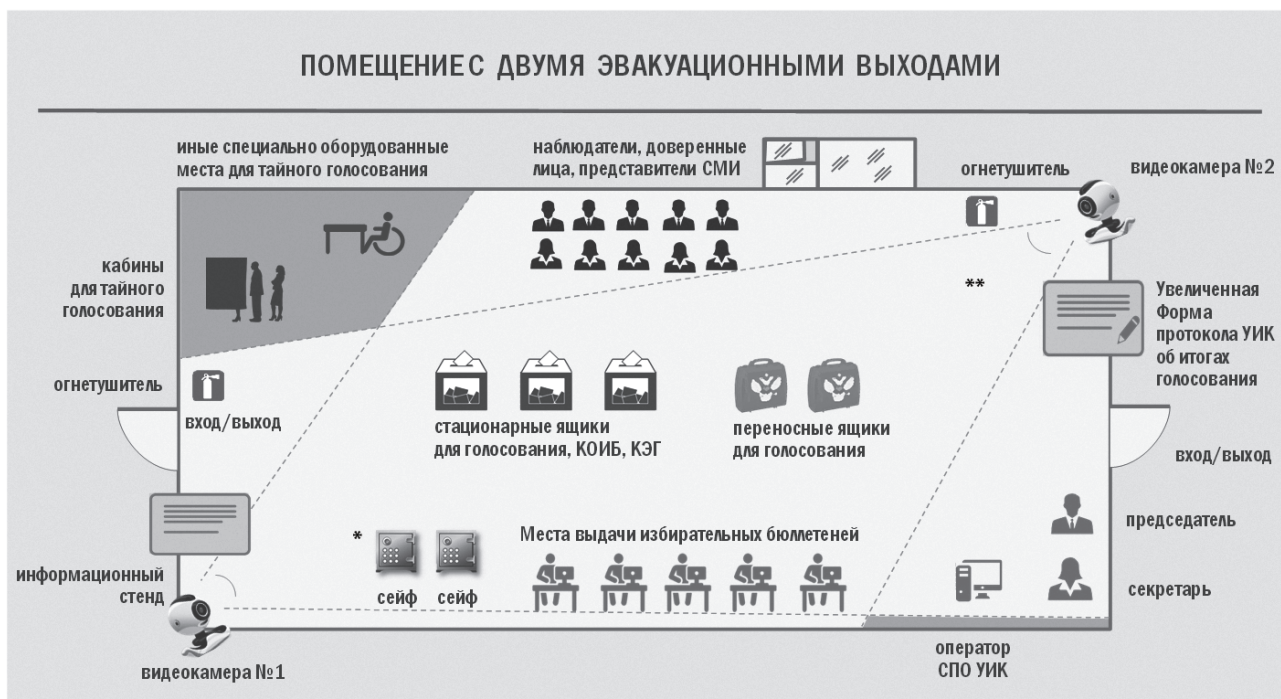 ПОМЕЩЕНИЕ С ДВУМЯ ЭВАКУАЦИОННЫМИ ВЫХОДАМИ
иные специально оборудованные
места для тайного голосования
наблюдатели, доверенные
лица, представители СМИ
огнетушитель
видеокамера №2
кабины
для тайного
голосования
**
Увеличенная
Форма
протокола УИК
об итогах
голосования
огнетушитель
вход/выход
стационарные ящики
для голосования, КОИБ, КЭГ
переносные ящики
для голосования
вход/выход
*
сейф
сейф
Места выдачи избирательных бюллетеней
председатель
секретарь
информационный
стенд
видеокамера №1
оператор
СПО УИК